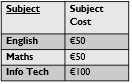 Subject Subject
Cost
English €50
Maths €50
Info Tech €100